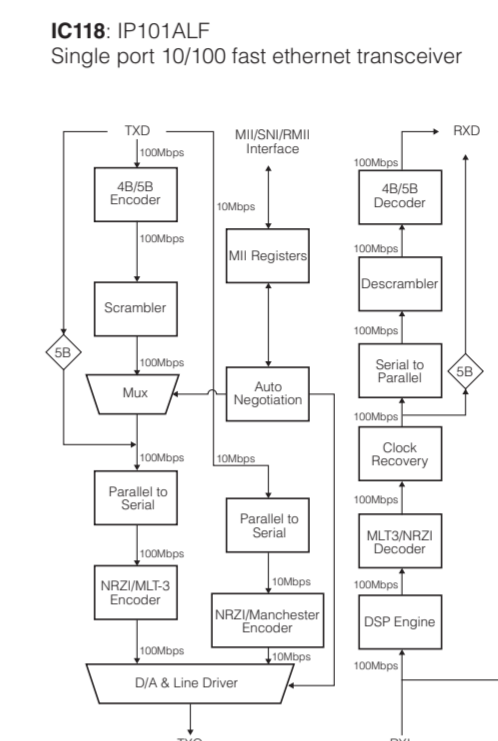 IC118: IP101ALF
Single port 10/100 fast ethernet transceiver
TXD
MII/SNI/RMII
Interface
RXD
100Mbps
100Mbps
4B/5B
Encoder
10Mbps
4B/5B
Decoder
100Mbps
100Mbps
MII Registers
Descrambler
Scrambler
100Mbps
5B
100Mbps
Serial to
Parallel
5B
Mux
Auto
Negotiation
100Mbps
100Mbps
10Mbps
Clock
Recovery
Parallel to
Serial
100Mbps
Parallel to
Serial
MLT3/NRZI
Decoder
100Mbps
10Mbps
100Mbps
NRZI/MLT-3
Encoder
NRZI/Manchester
Encoder
DSP Engine
100Mbps
10Mbps
100Mbps
D/A & Line Driver